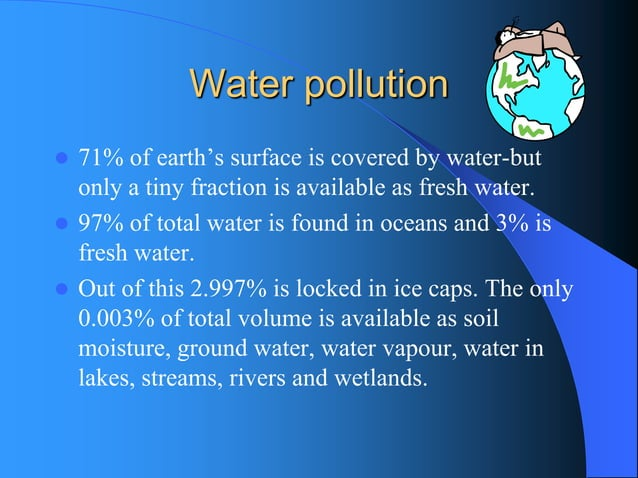 Water pollution
71% of earth’s surface is covered by water-but
only a tiny fraction is available as fresh water.
97% of total water is found in oceans and 3% is
fresh water.
Out of this 2.997% is locked in ice caps. The only
0.003% of total volume is available as soil
moisture, ground water, water vapour, water in
lakes, streams, rivers and wetlands.